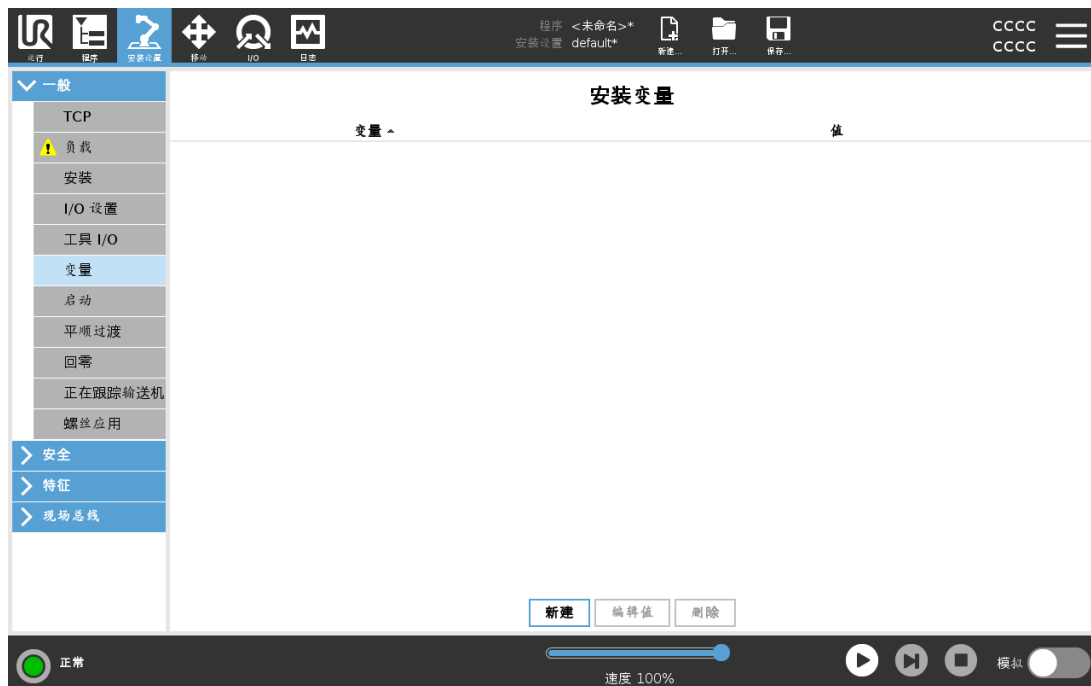 UR
运行
程序
安装设置
移动
I/O
日志
程序 <未命名>*
安装设置 default*
新建...
打开...
保存...
CCCC
CCCC
一般
TCP
负载
安装
I/O 设置
工具 I/O
变量
启动
平顺过渡
回零
正在跟踪输送机
螺丝应用
安全
特征
现场总线
安装变量
变量 值
新建 编辑值 删除
正常
速度 100%
模拟